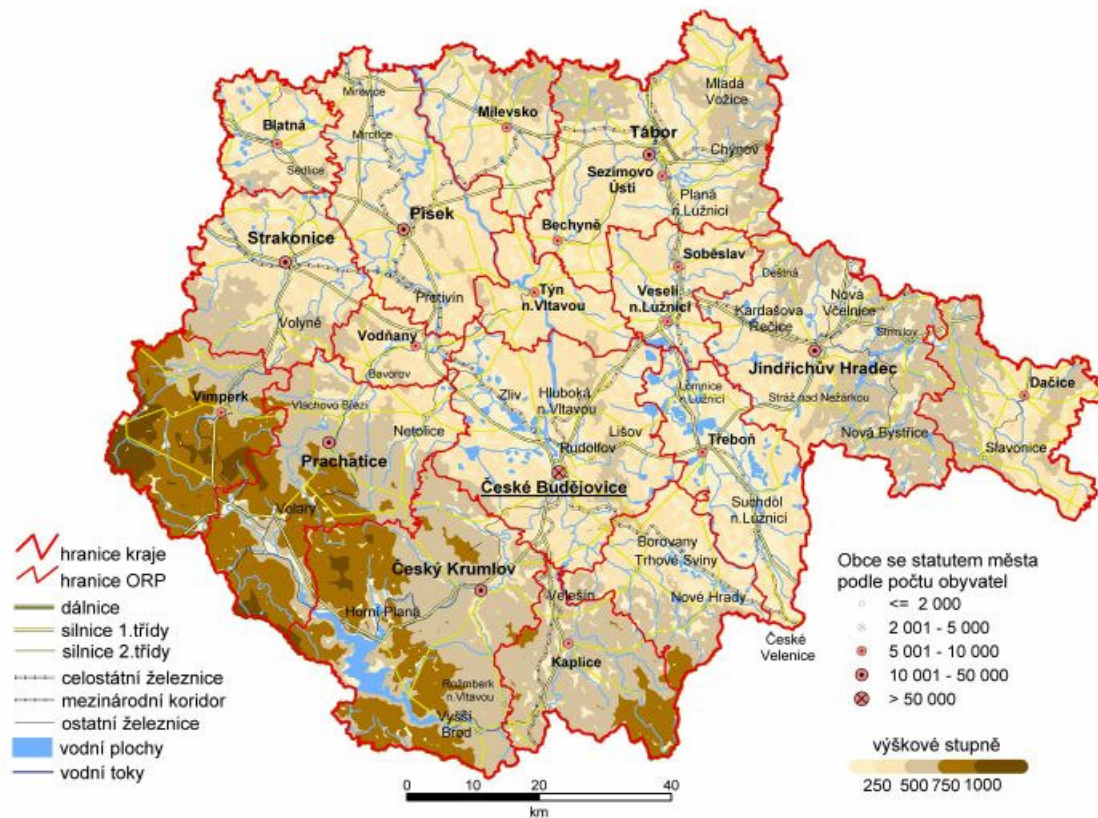 Mladá
Vožice
Mirovice
Milevsko
Blatná
Tábor
Mirotice
Chýnov
Sedlice
Sezimovo
Ústí
Planá
n.Lužnicí
Písek
Bechyně
Strakonice
Soběslav
Deštná
Týn
n.Vltavou
Veselí
n.Lužnicí
Nová
Včelnice
Kardašova
Řečice
Protivín
Volyně
Vodňany
Strmilov
Jindřichův Hradec
Bavorov
Dačice
Vimperk
Vlachovo Březí
Zliv
Hluboká
n.Vltavou
Lomnice
n.Lužnicí
Stráž nad Nežárkou
Netolice
Lišov
Nová Bystřice
Rudolfov
Třeboň
Slavonice
Prachatice
České Budějovice
Volary
Suchdol
n.Lužnicí
Borovany
Trhové Sviny
Český Krumlov
Velešín
Nové Hrady
Horní Planá
České
Velenice
Kaplice
Rožmberk
n.Vltavou
Vyšší
Brod
hranice kraje
hranice ORP
dálnice
silnice 1.třídy
silnice 2.třídy
celostátní železnice
mezinárodní koridor
ostatní železnice
vodní plochy
vodní toky
0 10 20 40
km
Obce se statutem města
podle počtu obyvatel
<= 2 000
2 001 - 5 000
5 001 - 10 000
10 001 - 50 000
> 50 000
výškové stupně
250 500 750 1000